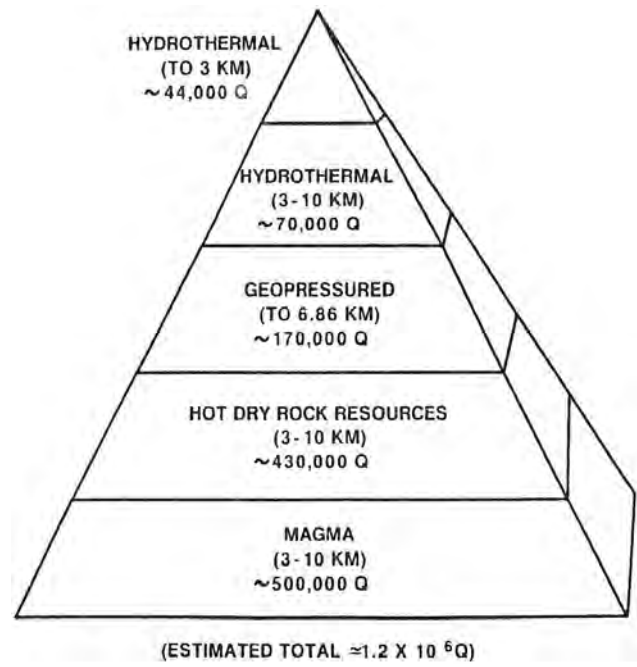 HYDROTHERMAL
(TO 3 KM)
~44,000 Q
HYDROTHERMAL
(3-10 KM)
~70,000 Q
GEOPRESSURED
(TO 6.86 KM)
~170,000 Q
HOT DRY ROCK RESOURCES
(3-10 KM)
~430,000 Q
MAGMA
(3-10 KM)
~500,000 Q
(ESTIMATED TOTAL ≃1.2 X 10 ⁶Q)